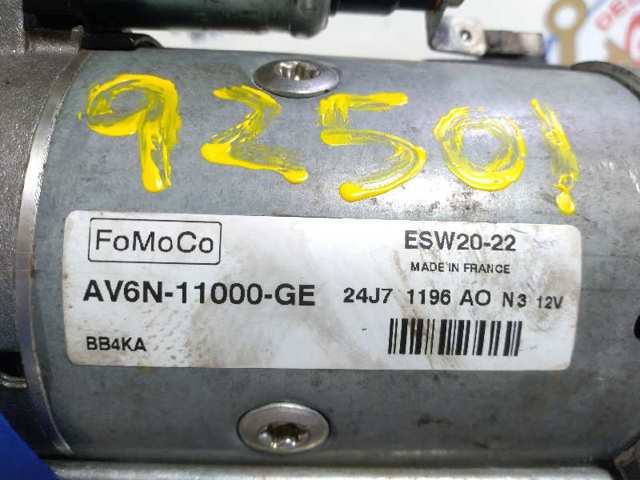 92501
FoMoCo
ESW20-22
MADE IN FRANCE
AV6N-11000-GE 24J7 1196 AO N3 12V
BB4KA